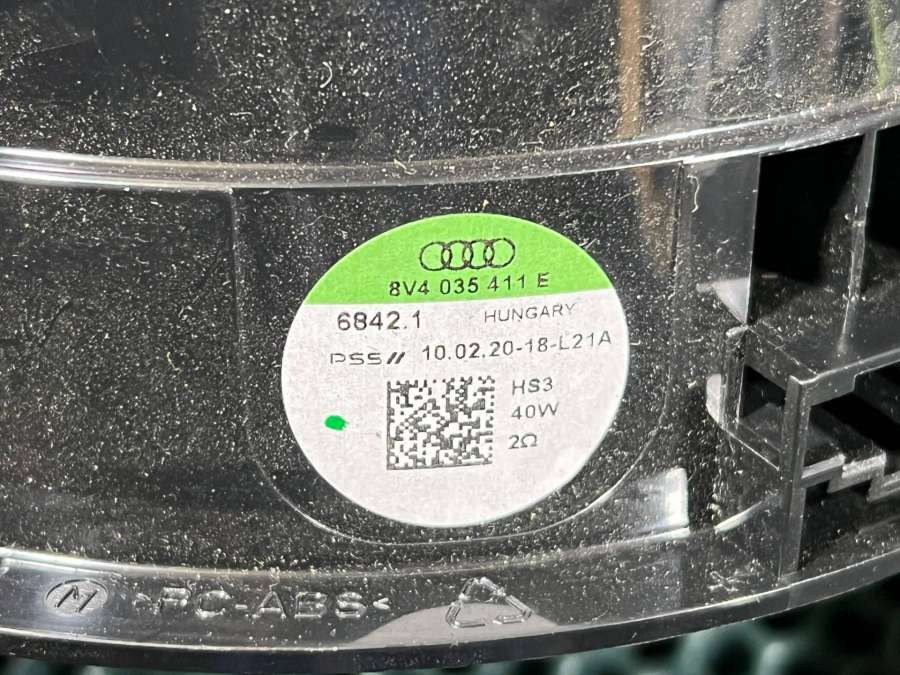 8V4 035 411 E
6842.1 HUNGARY
PSS// 10.02.20-18-L21A
HS3
40W
2Ω
>PC-ABS<